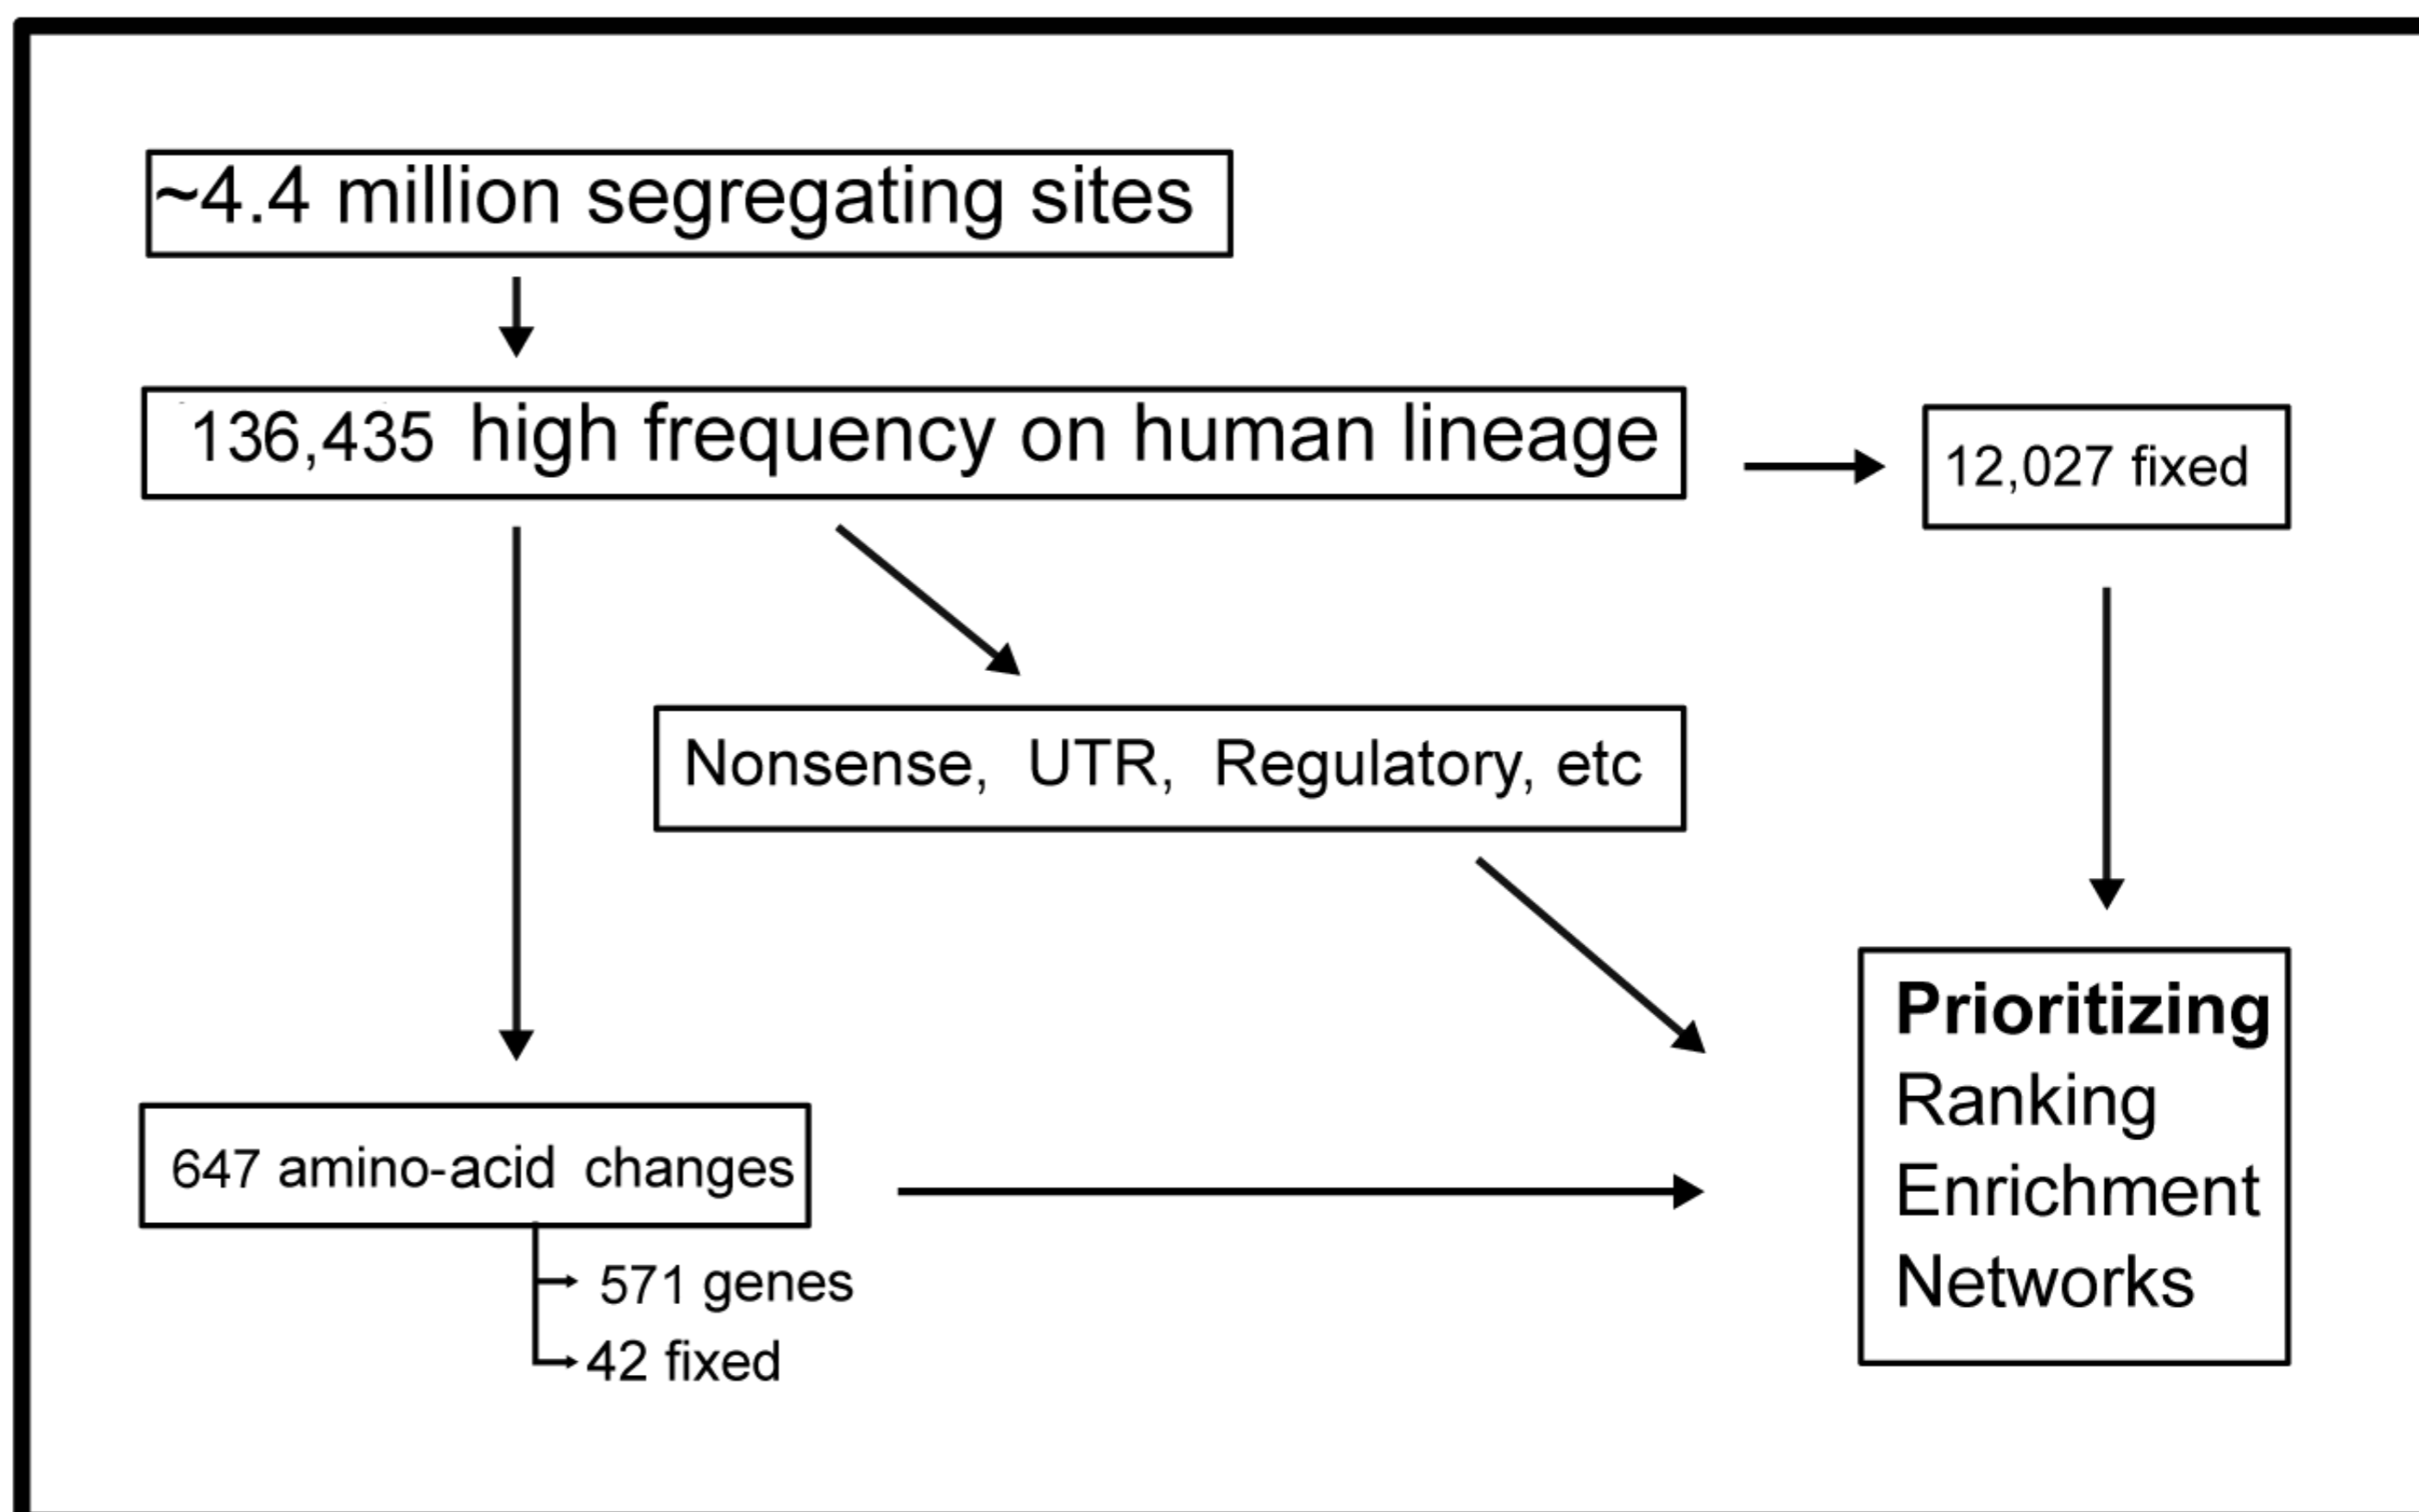 ~4.4 million segregating sites
136,435 high frequency on human lineage
12,027 fixed
Nonsense, UTR, Regulatory, etc
647 amino-acid changes
571 genes
42 fixed
Prioritizing
Ranking
Enrichment
Networks